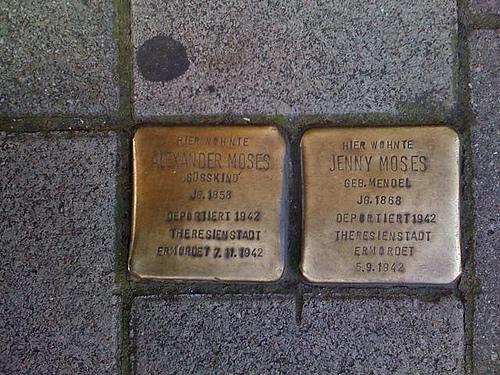 HIER WOHNTE
ALEXANDER MOSES
SÜSSKIND
JG. 1858
DEPORTIERT 1942
THERESIENSTADT
ERMORDET 7.11.1942
HIER WOHNTE
JENNY MOSES
GEB. MENDEL
JG. 1868
DEPORTIERT 1942
THERESIENSTADT
ERMORDET
5.9.1942